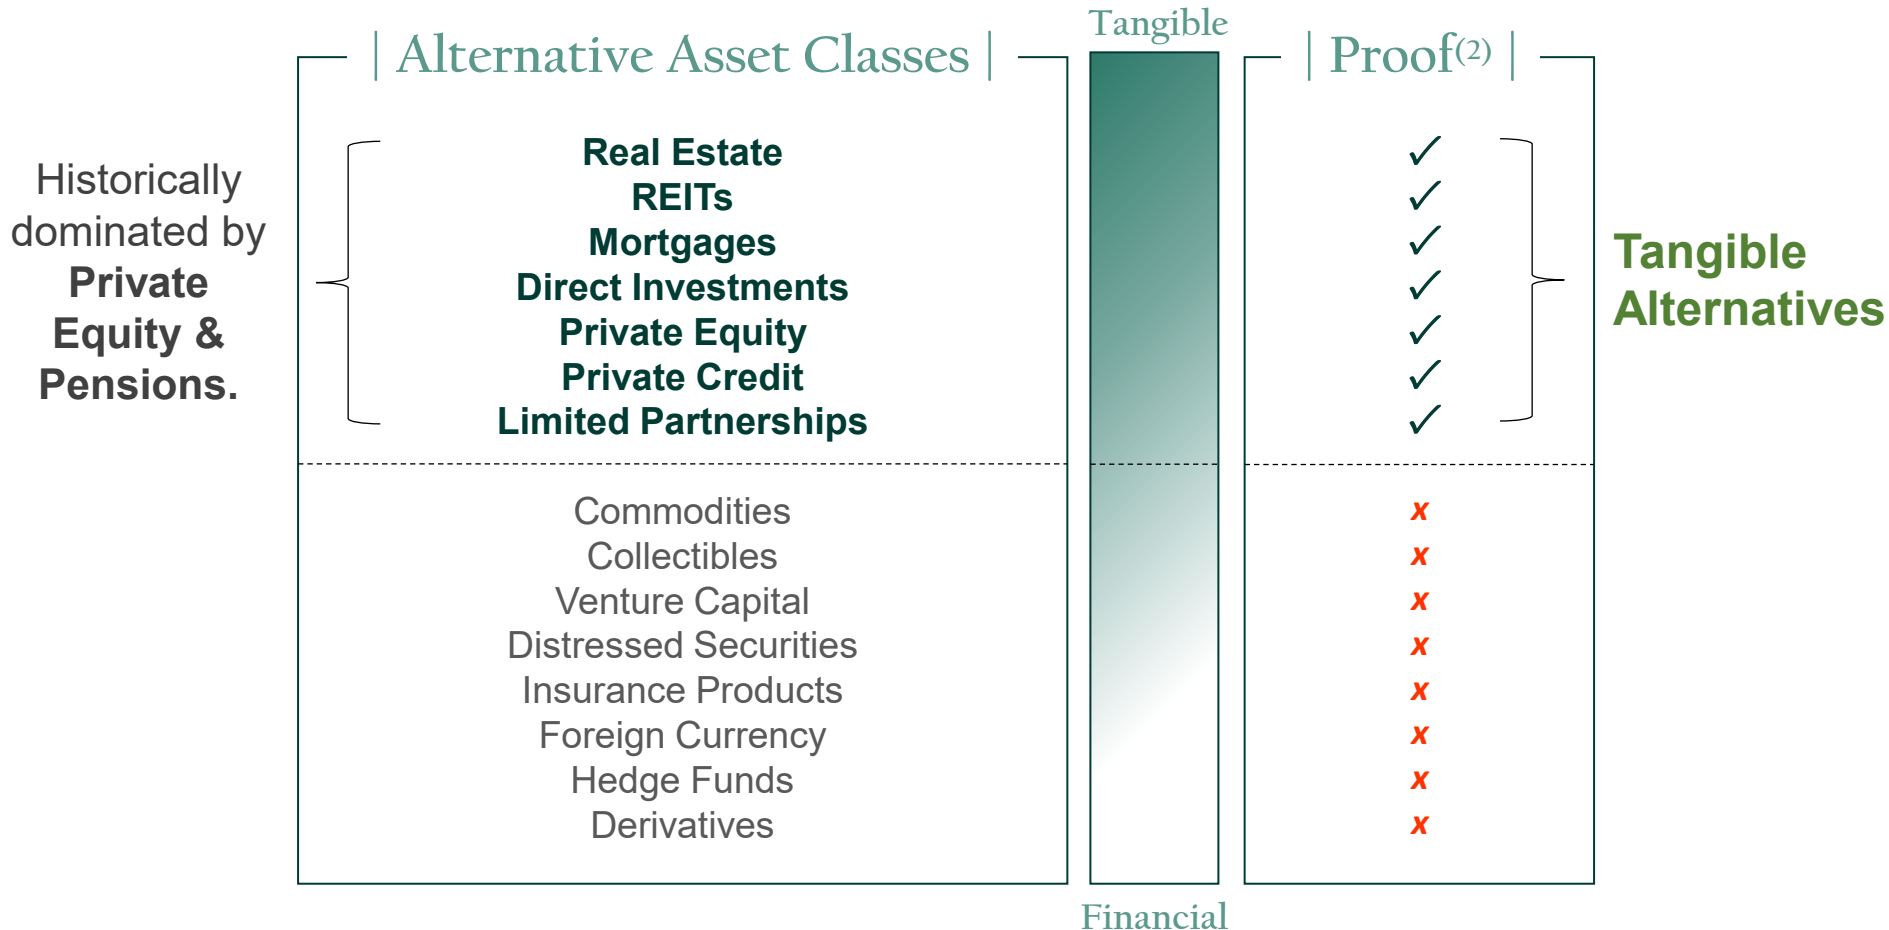 | Alternative Asset Classes |
Tangible
| Proof(2) |
Historically
dominated by
Private
Equity &
Pensions.
Real Estate
REITs
Mortgages
Direct Investments
Private Equity
Private Credit
Limited Partnerships
✓
✓
✓
✓
✓
✓
✓
Tangible
Alternatives
Commodities
Collectibles
Venture Capital
Distressed Securities
Insurance Products
Foreign Currency
Hedge Funds
Derivatives
x
x
x
x
x
x
x
x
Financial